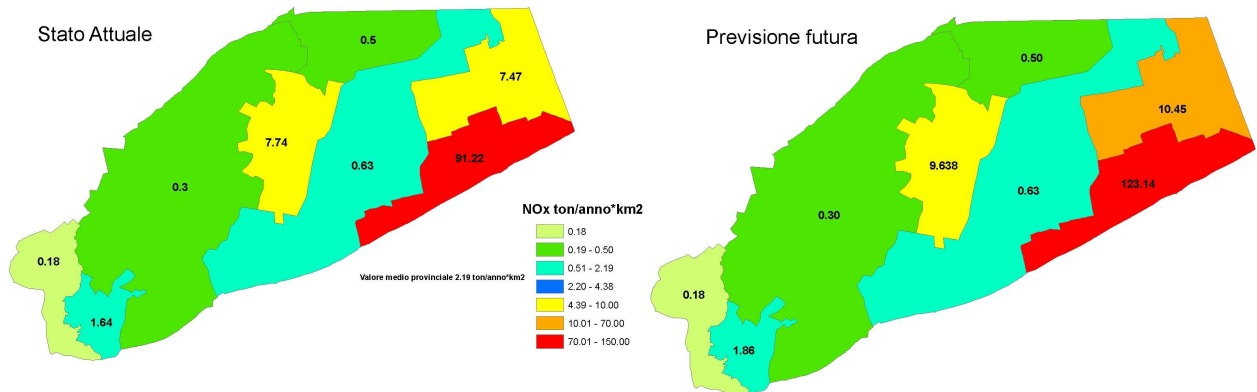 Stato Attuale
0.5
7.47
7.74
0.63
91.22
0.3
0.18
1.64
NOx ton/anno*km2
0.18
0.19 - 0.50
0.51 - 2.19
2.20 - 4.38
4.39 - 10.00
10.01 - 70.00
70.01 - 150.00
Valore medio provinciale 2.19 ton/anno*km2
Previsione futura
0.50
10.45
9.638
0.63
123.14
0.30
0.18
1.86